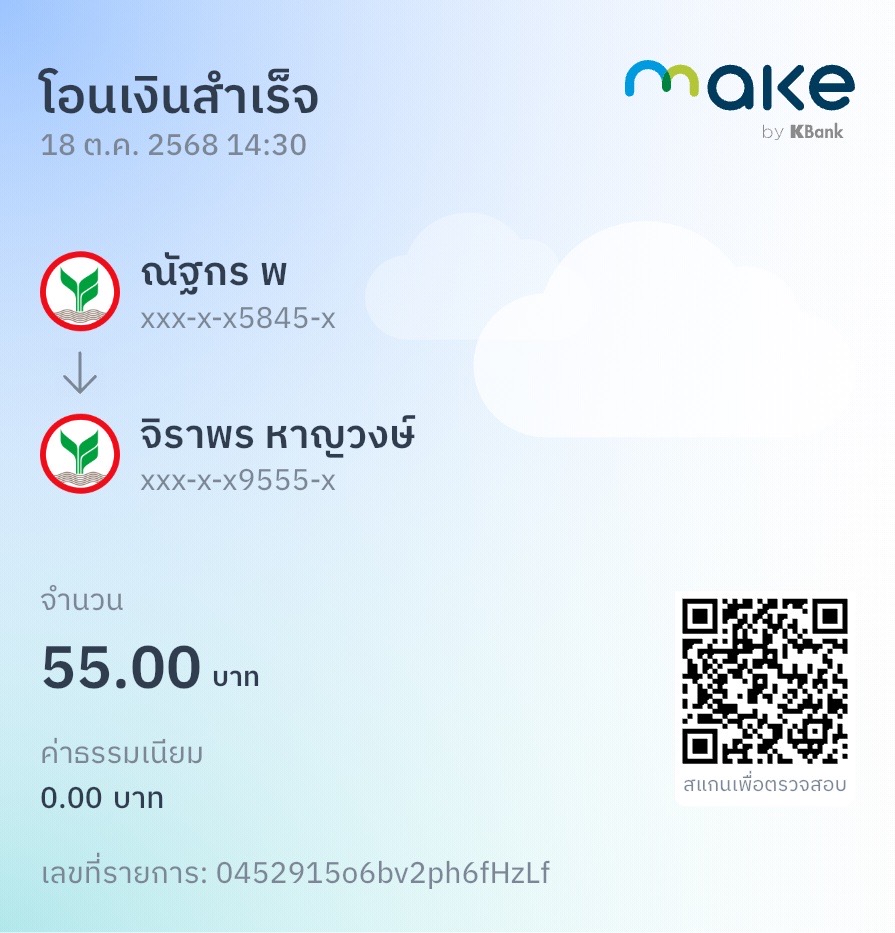 โอนเงินสำเร็จ
18 ต.ค. 2568 14:30
make
by KBank
ณัฐกร พ
xxx-x-x5845-x
จิราพร หาญวงษ์
xxx-x-x9555-x
จำนวน
55.00 บาท
ค่าธรรมเนียม
0.00 บาท
สแกนเพื่อตรวจสอบ
เลขที่รายการ: 0452915o6bv2ph6fHzLf